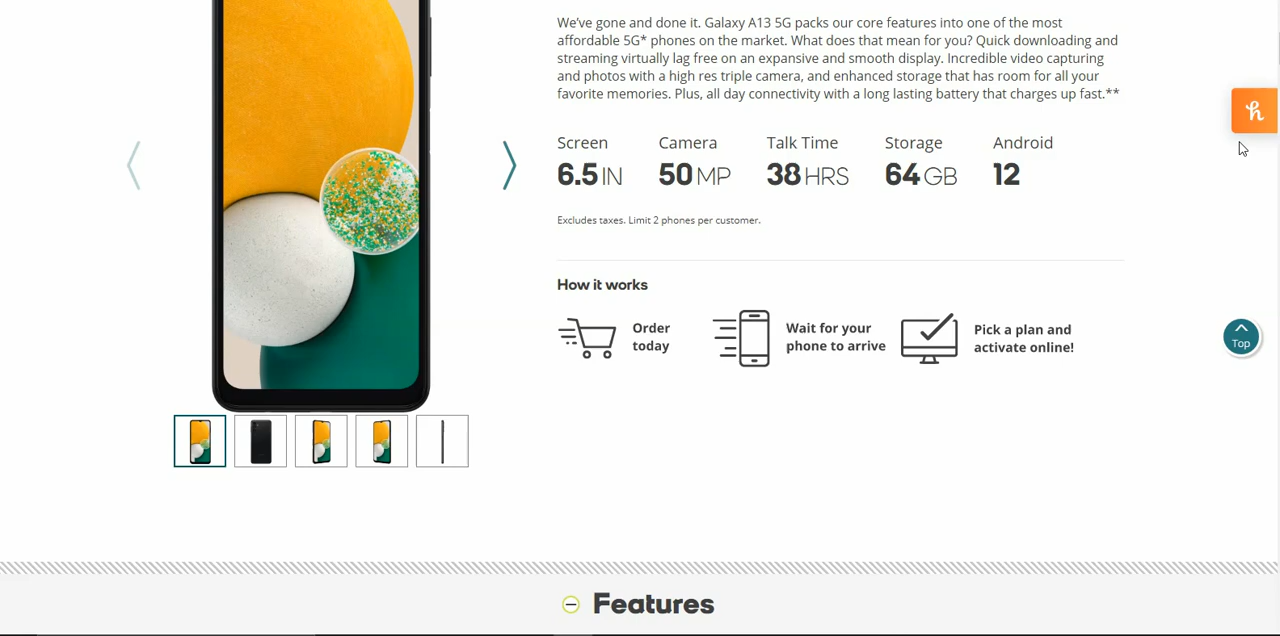 We've gone and done it. Galaxy A13 5G packs our core features into one of the most
affordable 5G* phones on the market. What does that mean for you? Quick downloading and
streaming virtually lag free on an expansive and smooth display. Incredible video capturing
and photos with a high res triple camera, and enhanced storage that has room for all your
favorite memories. Plus, all day connectivity with a long lasting battery that charges up fast.**
h
Screen Camera Talk Time Storage Android
6.5 IN 50 MP 38 HRS 64 GB 12
Excludes taxes. Limit 2 phones per customer.
How it works
Order
today
Wait for your
phone to arrive
Pick a plan and
activate online!
Top
Features